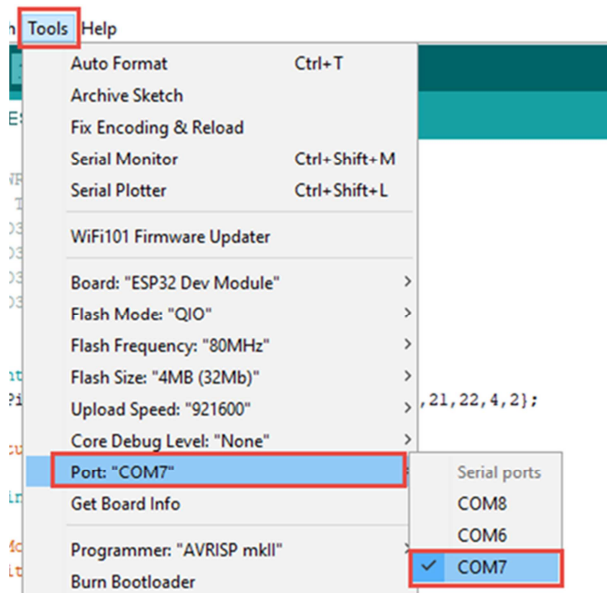 Tools Help
Auto Format Ctrl+T
Archive Sketch
Fix Encoding & Reload
Serial Monitor Ctrl+Shift+M
Serial Plotter Ctrl+Shift+L
WiFi101 Firmware Updater
Board: "ESP32 Dev Module"
Flash Mode: "QIO"
Flash Frequency: "80MHz"
Flash Size: "4MB (32Mb)"
Upload Speed: "921600"
,21,22,4,2};
Core Debug Level: "None"
Port: "COM7"
Get Board Info
Programmer: "AVRISP mkII"
Burn Bootloader
Serial ports
COM8
COM6
COM7